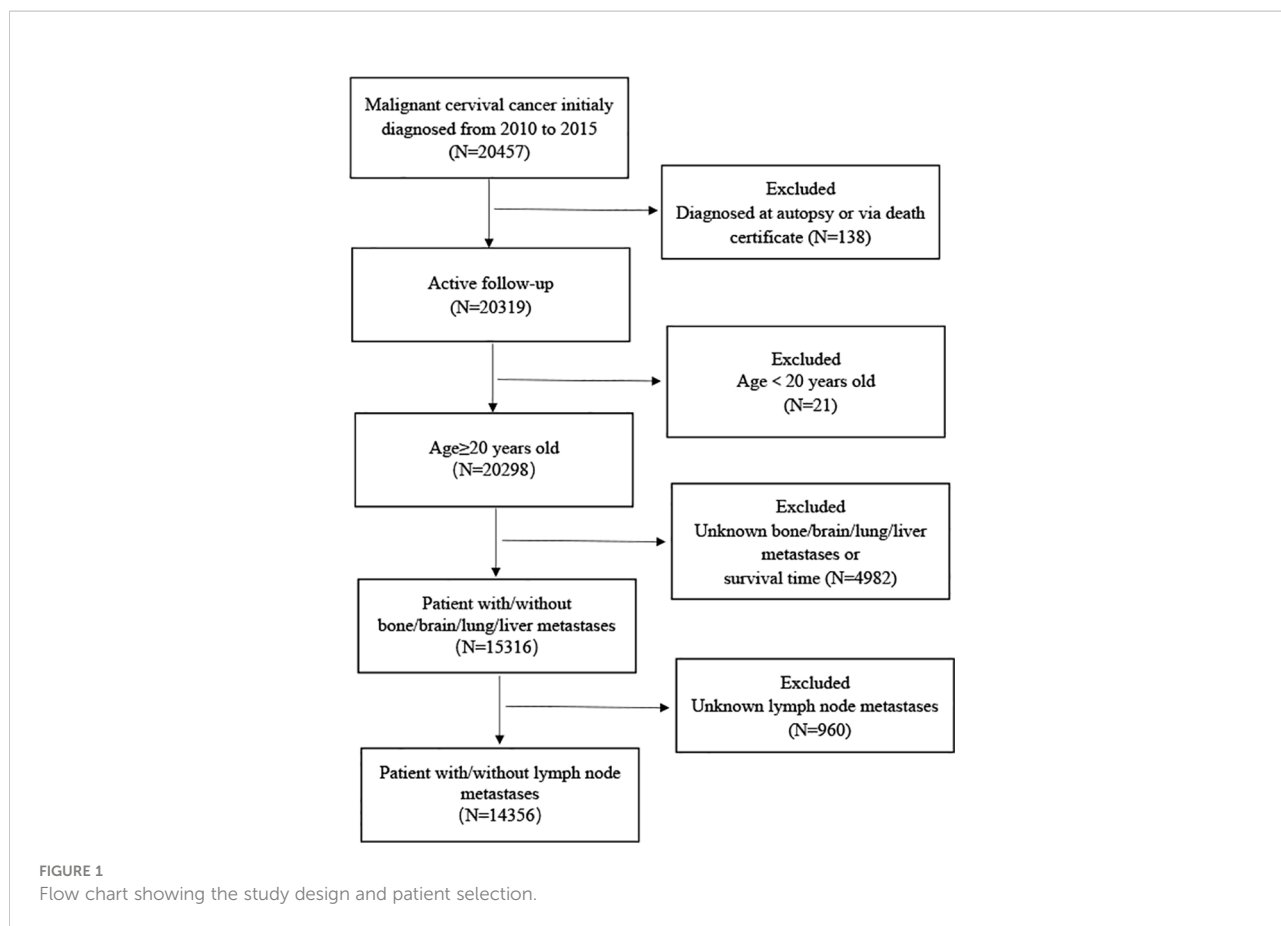 Malignant cervival cancer initialy
diagnosed from 2010 to 2015
(N=20457)
Excluded
Diagnosed at autopsy or via death
certificate (N=138)
Active follow-up
(N=20319)
Excluded
Age < 20 years old
(N=21)
Age≥20 years old
(N=20298)
Excluded
Unknown bone/brain/lung/liver
metastases or
survival time (N=4982)
Patient with/without
bone/brain/lung/liver metastases
(N=15316)
Excluded
Unknown lymph node metastases
(N=960)
Patient with/without lymph node
metastases
(N=14356)
FIGURE 1
Flow chart showing the study design and patient selection.